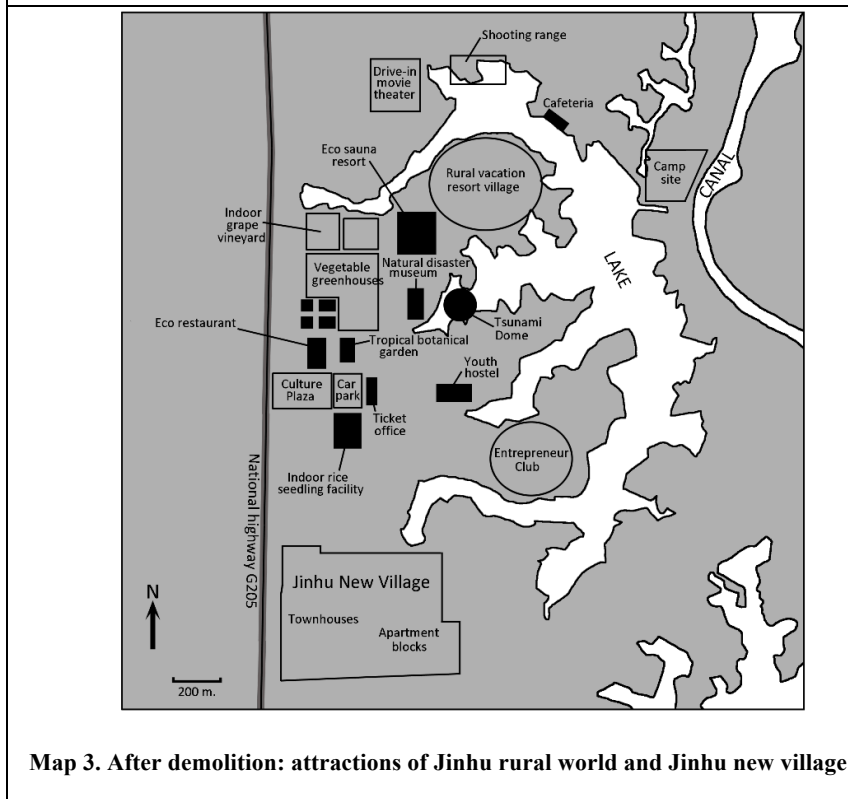 Shooting range
Drive-in
movie
theater
Cafeteria
Eco sauna
resort
Rural vacation
resort village
Camp
site
CANAL
Indoor
grape
vineyard
Natural disaster
museum
LAKE
Vegetable
greenhouses
Tsunami
Dome
Eco restaurant
Tropical botanical
garden
Youth
hostel
Culture
Plaza
Car
park
Ticket
office
Entrepreneur
Club
Indoor rice
seedling facility
National highway G205
Jinhu New Village
Townhouses
Apartment
blocks
N
200 m.
Map 3. After demolition: attractions of Jinhu rural world and Jinhu new village